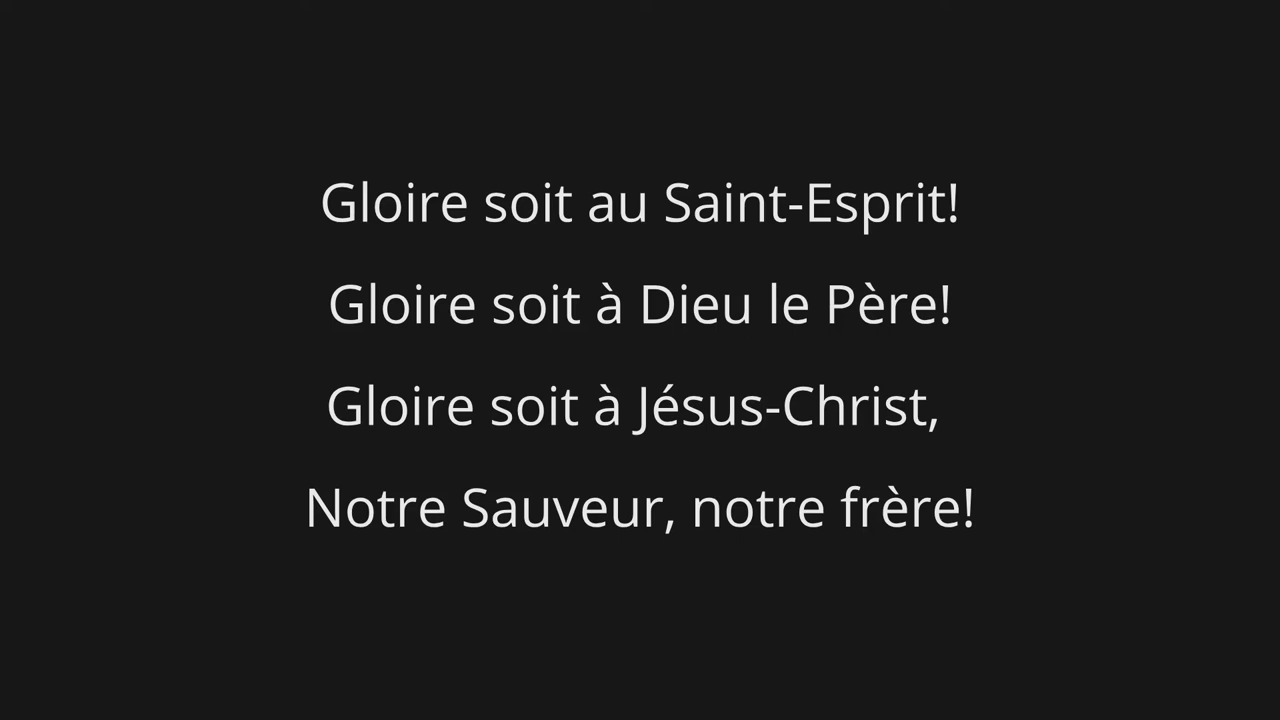 Gloire soit au Saint-Esprit!
Gloire soit à Dieu le Père!
Gloire soit à Jésus-Christ,
Notre Sauveur, notre frère!